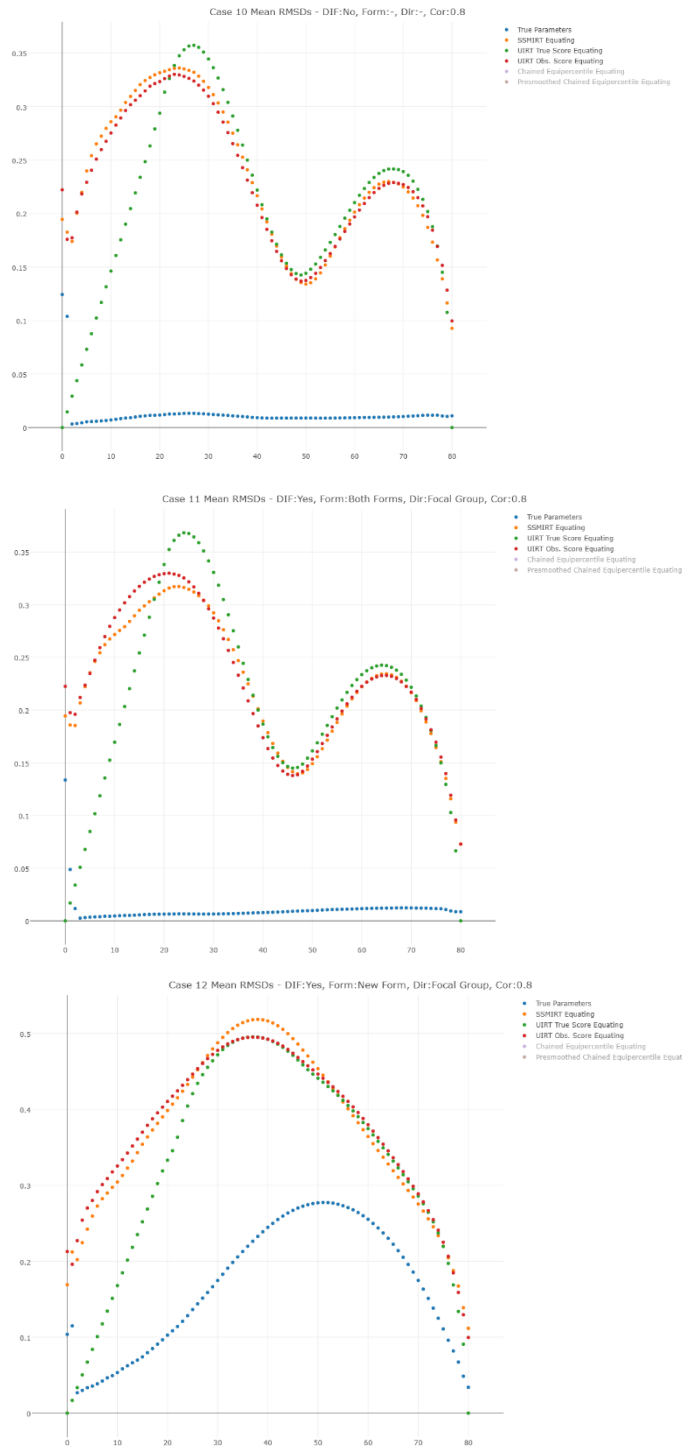 Case 10 Mean RMSDs - DIF:No, Form:-, Dir:-, Cor:0.8
True Parameters
SSMIRT Equating
UIRT True Score Equating
UIRT Obs. Score Equating
Chained Equipercentile Equating
Presmoothed Chained Equipercentile Equating
0.35
0.3
0.25
0.2
0.15
0.1
0.05
0
0 10 20 30 40 50 60 70 80
Case 11 Mean RMSDs - DIF:Yes, Form:Both Forms, Dir:Focal Group, Cor:0.8
True Parameters
SSMIRT Equating
UIRT True Score Equating
UIRT Obs. Score Equating
Chained Equipercentile Equating
Presmoothed Chained Equipercentile Equating
0.35
0.3
0.25
0.2
0.15
0.1
0.05
0
0 10 20 30 40 50 60 70 80
Case 12 Mean RMSDs - DIF:Yes, Form:New Form, Dir:Focal Group, Cor:0.8
True Parameters
SSMIRT Equating
UIRT True Score Equating
UIRT Obs. Score Equating
Chained Equipercentile Equating
Presmoothed Chained Equipercentile Equat
0.5
0.4
0.3
0.2
0.1
0
0 10 20 30 40 50 60 70 80